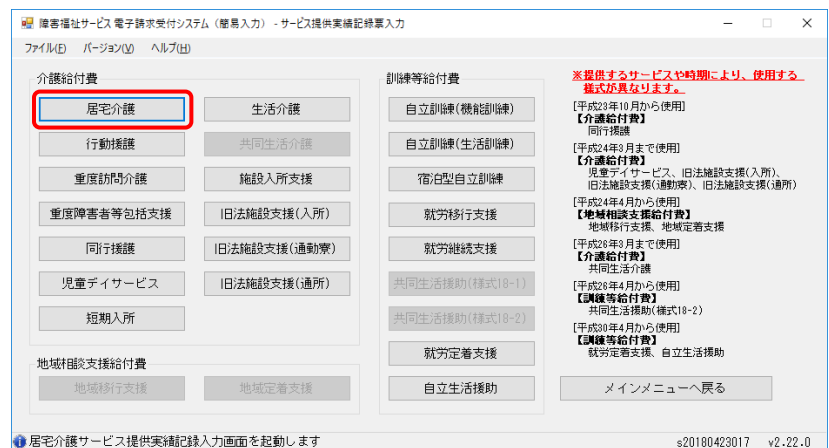 障害福祉サービス 電子請求受付システム（簡易入力） - サービス提供実績記録票入力
ファイル(F) バージョン(V) ヘルプ(H)
介護給付費
居宅介護
生活介護
行動援護
共同生活介護
重度訪問介護
施設入所支援
重度障害者等包括支援
旧法施設支援(入所)
同行援護
旧法施設支援(通勤寮)
児童デイサービス
旧法施設支援(通所)
短期入所
地域相談支援給付費
地域移行支援
地域定着支援
訓練等給付費
自立訓練(機能訓練)
自立訓練(生活訓練)
宿泊型自立訓練
就労移行支援
就労継続支援
共同生活援助(様式18-1)
共同生活援助(様式18-2)
就労定着支援
自立生活援助
※提供するサービスや時期により、使用する
様式が異なります。
[平成23年10月から使用]
【介護給付費】
同行援護
[平成24年3月まで使用]
【介護給付費】
児童デイサービス、旧法施設支援(入所)、
旧法施設支援(通勤寮)、旧法施設支援(通所)
[平成24年4月から使用]
【地域相談支援給付費】
地域移行支援、地域定着支援
[平成26年3月まで使用]
【介護給付費】
共同生活介護
[平成26年4月から使用]
【訓練等給付費】
共同生活援助(様式18-2)
[平成30年4月から使用]
【訓練等給付費】
就労定着支援、自立生活援助
メインメニューへ戻る
居宅介護サービス提供実績記録入力画面を起動します
s20180423017 v2.22.0